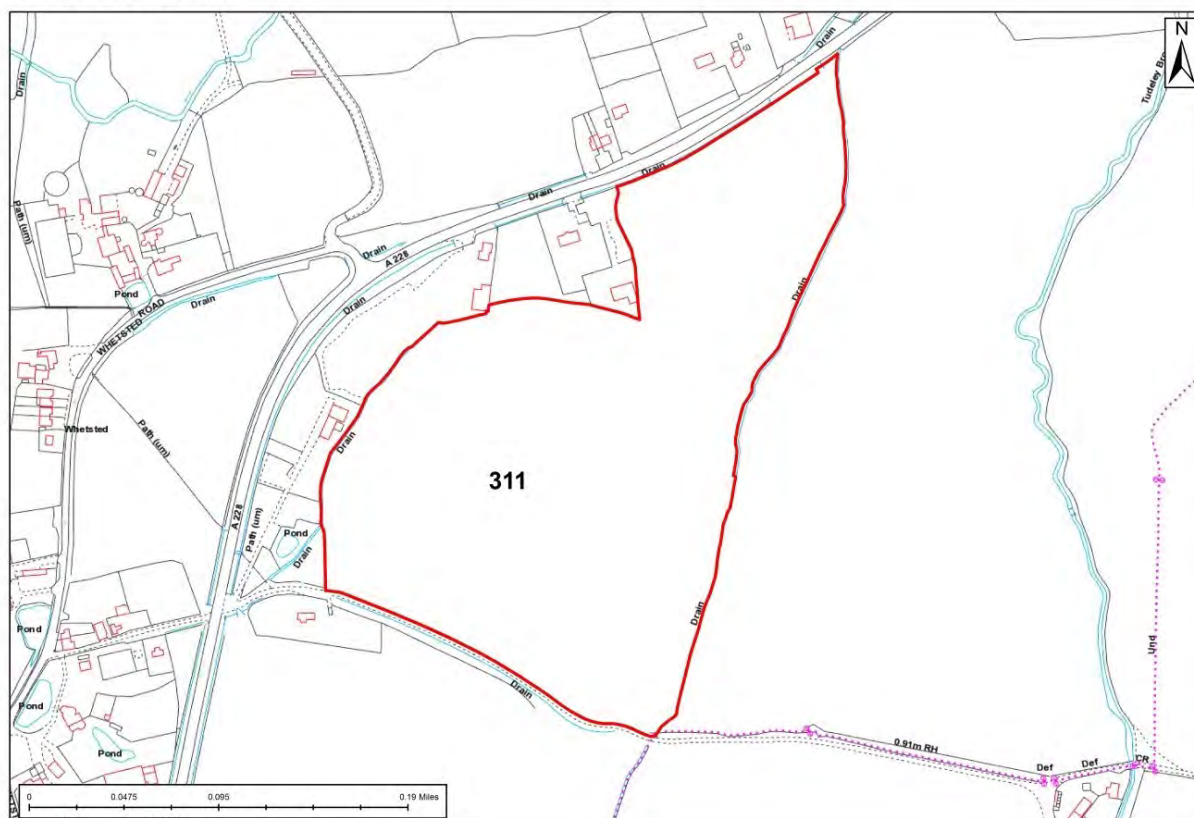 N
Drain
Tudeley Bro
Drain
Path (um)
Drain
Drain
Drain
A 228
Pond
WHETSTED ROAD
Drain
Drain
Drain
Whetsted
Path (um)
Drain
311
A 228
Path (um)
Pond
Drain
Drain
Und
Pond
Drain
Pond
Pond
0.91m RH
Def
Def
CR
0
0.0475
0.095
0.19 Miles